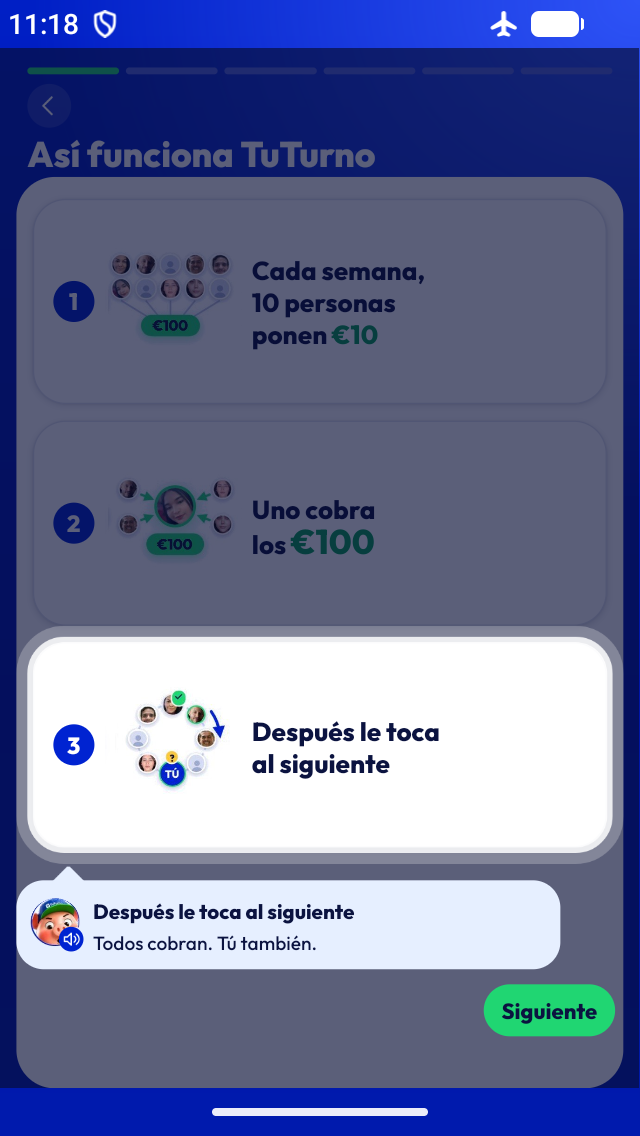 11:18
Así funciona TuTurno
1
€100
Cada semana,
10 personas
ponen €10
2
€100
Uno cobra
los €100
3
?
TÚ
Después le toca
al siguiente
Después le toca al siguiente
Todos cobran. Tú también.
Siguiente